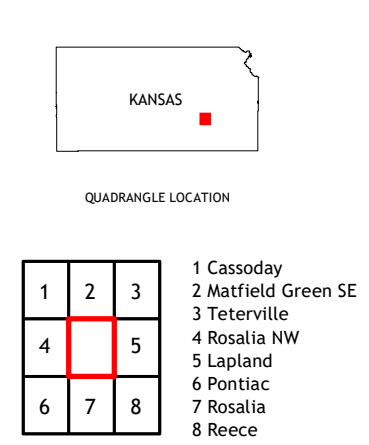 KANSAS
QUADRANGLE LOCATION
1 2 3
4 5
6 7 8
1 Cassoday
2 Matfield Green SE
3 Teterville
4 Rosalia NW
5 Lapland
6 Pontiac
7 Rosalia
8 Reece